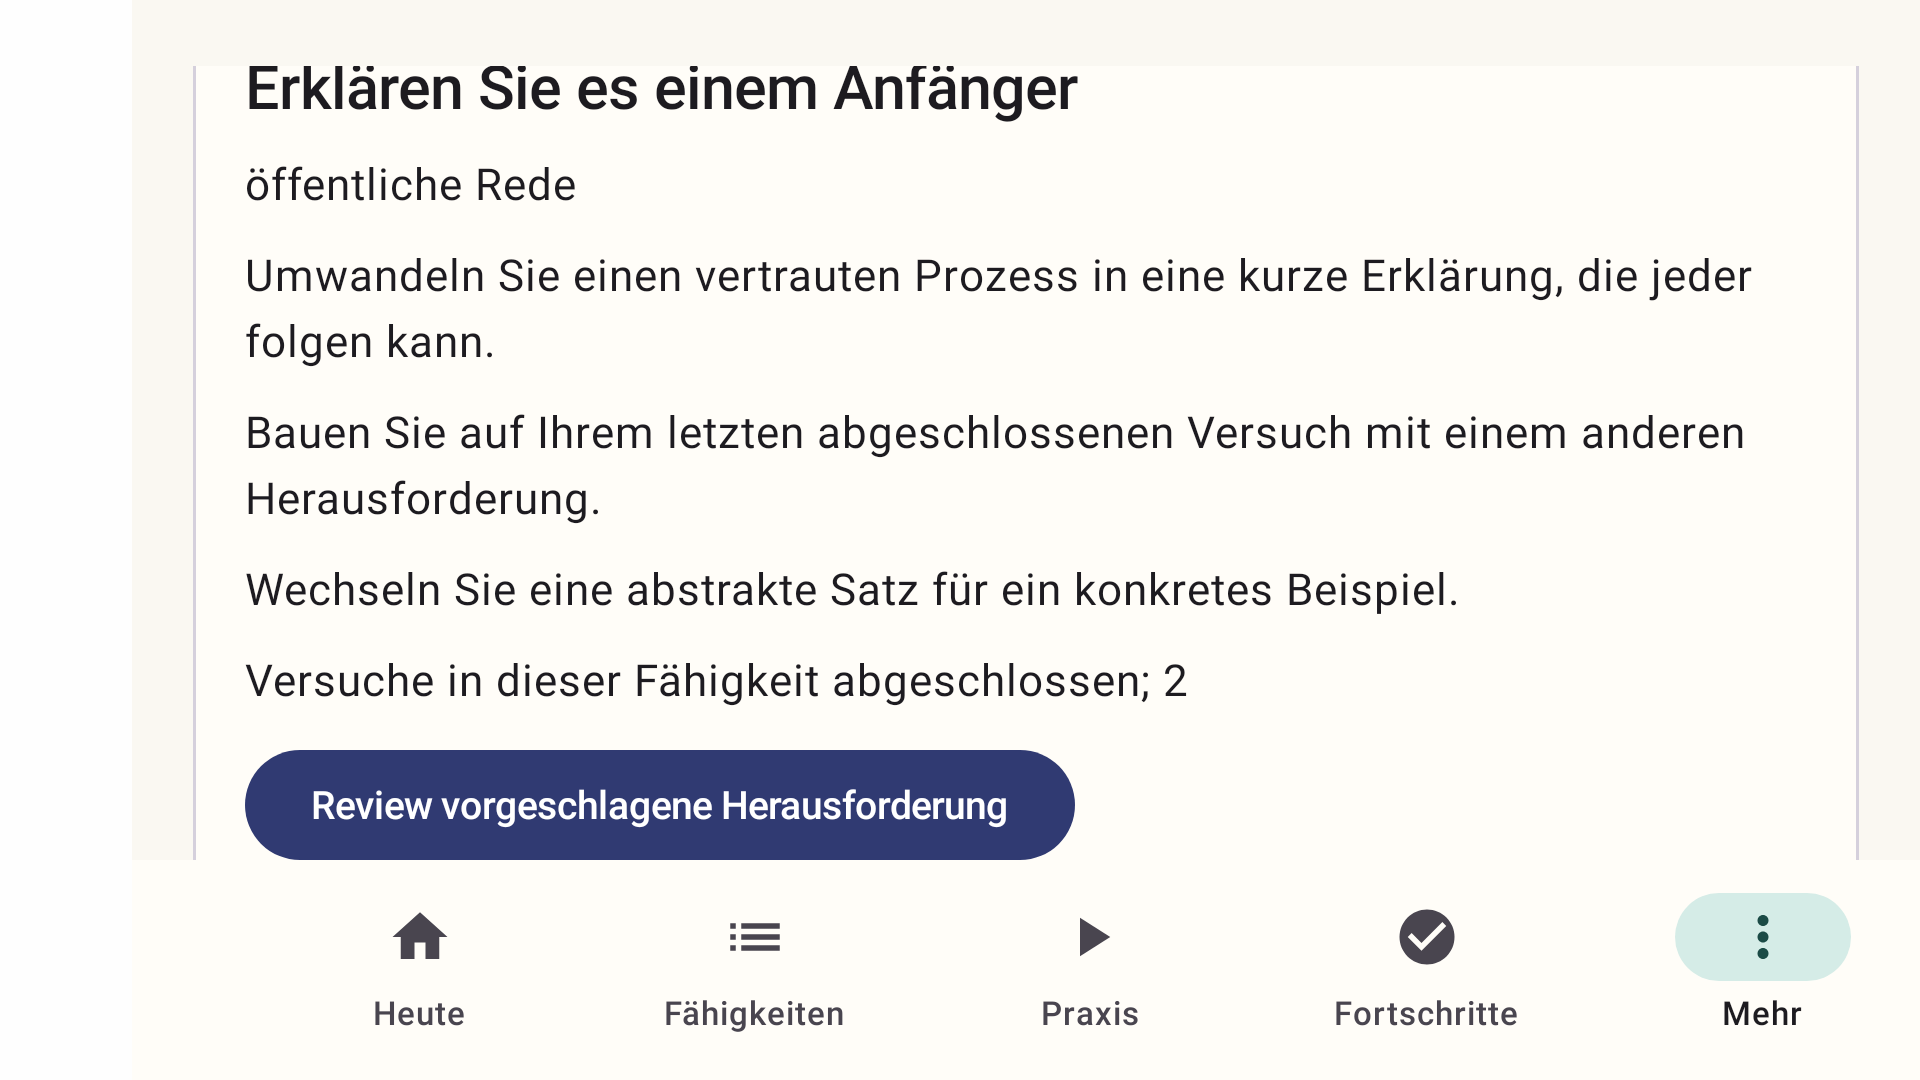 Erklären Sie es einem Anfänger
öffentliche Rede
Umwandeln Sie einen vertrauten Prozess in eine kurze Erklärung, die jeder
folgen kann.
Bauen Sie auf Ihrem letzten abgeschlossenen Versuch mit einem anderen
Herausforderung.
Wechseln Sie eine abstrakte Satz für ein konkretes Beispiel.
Versuche in dieser Fähigkeit abgeschlossen; 2
Review vorgeschlagene Herausforderung
Heute
Fähigkeiten
Praxis
Fortschritte
Mehr